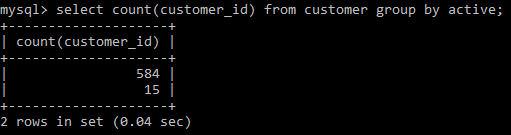 mysql> select count(customer_id) from customer group by active;
+--------------------+
| count(customer_id) |
+--------------------+
|                584 |
|                 15 |
+--------------------+
2 rows in set (0.04 sec)